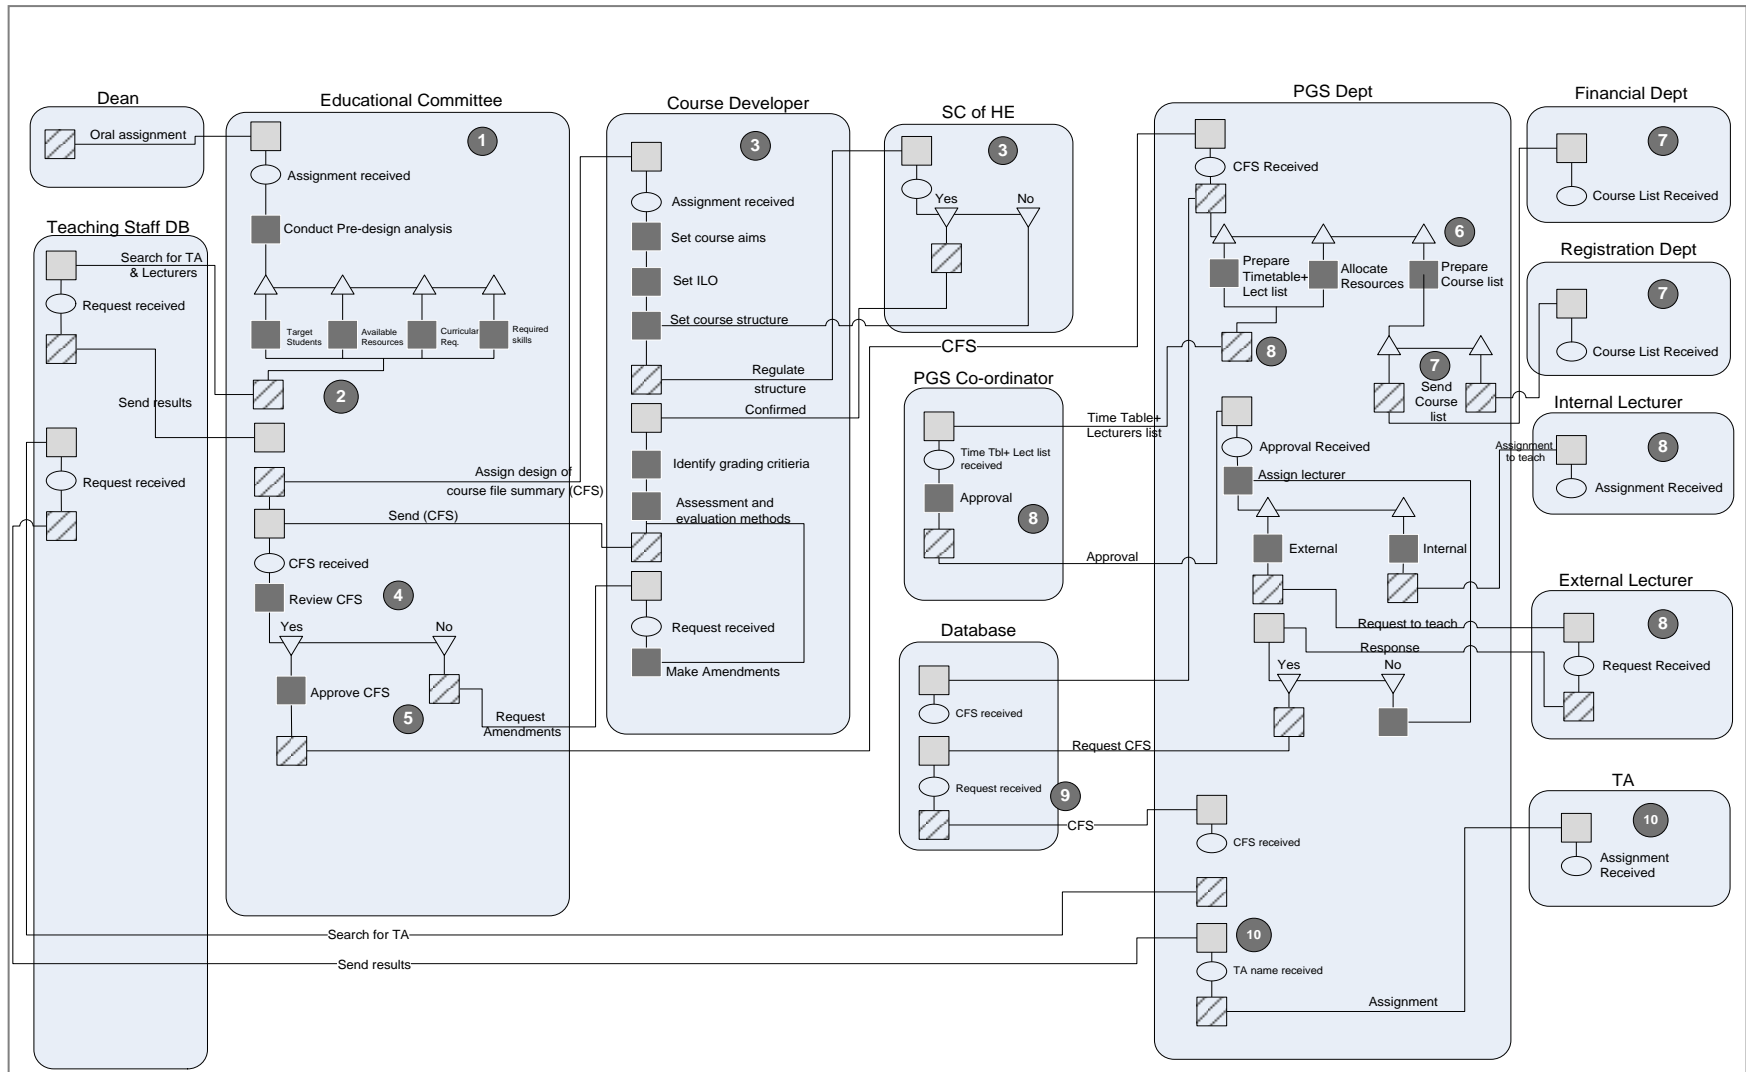 Dean
Oral assignment
Teaching Staff DB
Search for TA
& Lecturers
Request received
Send results
Request received
Educational Committee
1
Assignment received
Conduct Pre-design analysis
Target
Students
Available
Resources
Curricular
Req.
Required
skills
2
Assign design of
course file summary (CFS)
Send (CFS)
CFS received
Review CFS
4
Yes
No
Approve CFS
5
Request
Amendments
Search for TA
Send results
Course Developer
3
Assignment received
Set course aims
Set ILO
Set course structure
Regulate
structure
Confirmed
Identify grading critieria
Assessment and
evaluation methods
Request received
Make Amendments
SC of HE
3
Yes
No
CFS
PGS Co-ordinator
Time Tbl+ Lect list
received
Approval
8
Time Table+
Lecturers list
Approval
Database
CFS received
Request CFS
Request received
9
CFS
PGS Dept
CFS Received
6
Prepare
Timetable+
Lect list
Allocate
Resources
Prepare
Course list
8
7
Send
Course
list
Approval Received
Assign lecturer
External
Internal
Request to teach
Response
Yes
No
CFS received
10
TA name received
Assignment
Financial Dept
7
Course List Received
Registration Dept
7
Course List Received
Internal Lecturer
Assignment
to teach
8
Assignment Received
External Lecturer
8
Request Received
TA
10
Assignment
Received